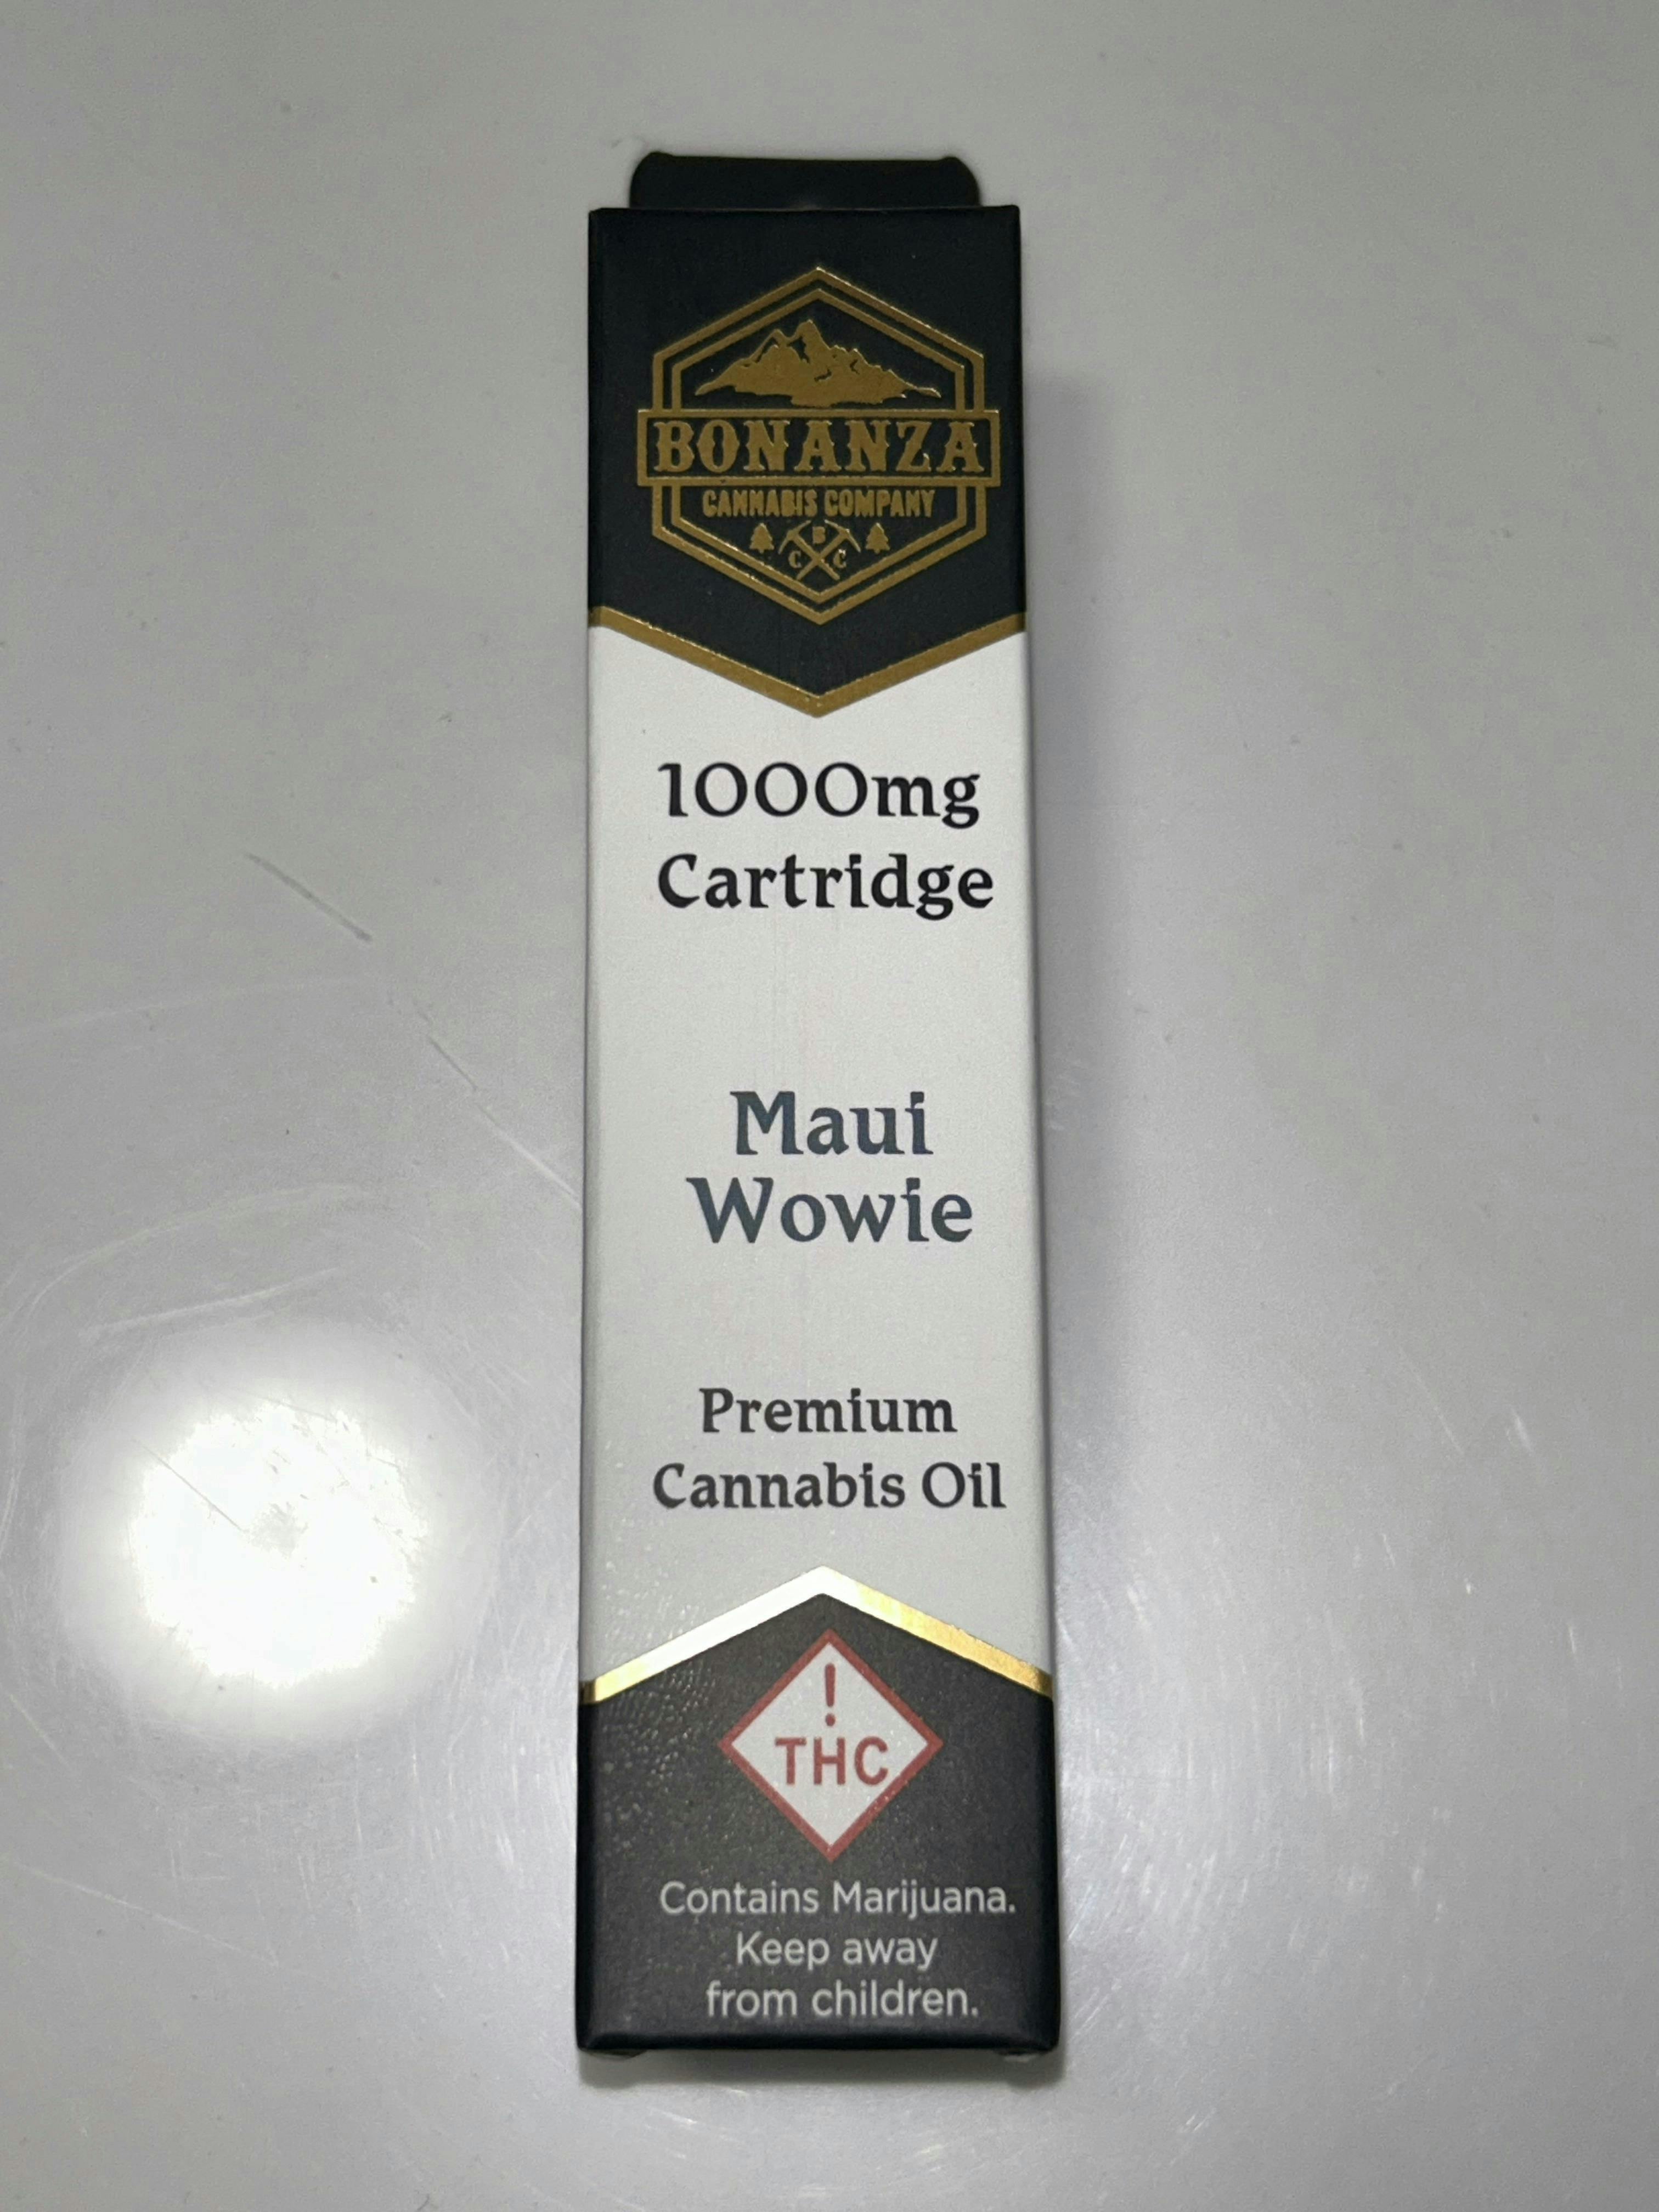 BONANZA
CANNABIS COMPANY
B
C C
1000mg
Cartridge
Maui
Wowie
Premium
Cannabis Oil
!
THC
Contains Marijuana.
Keep away
from children.